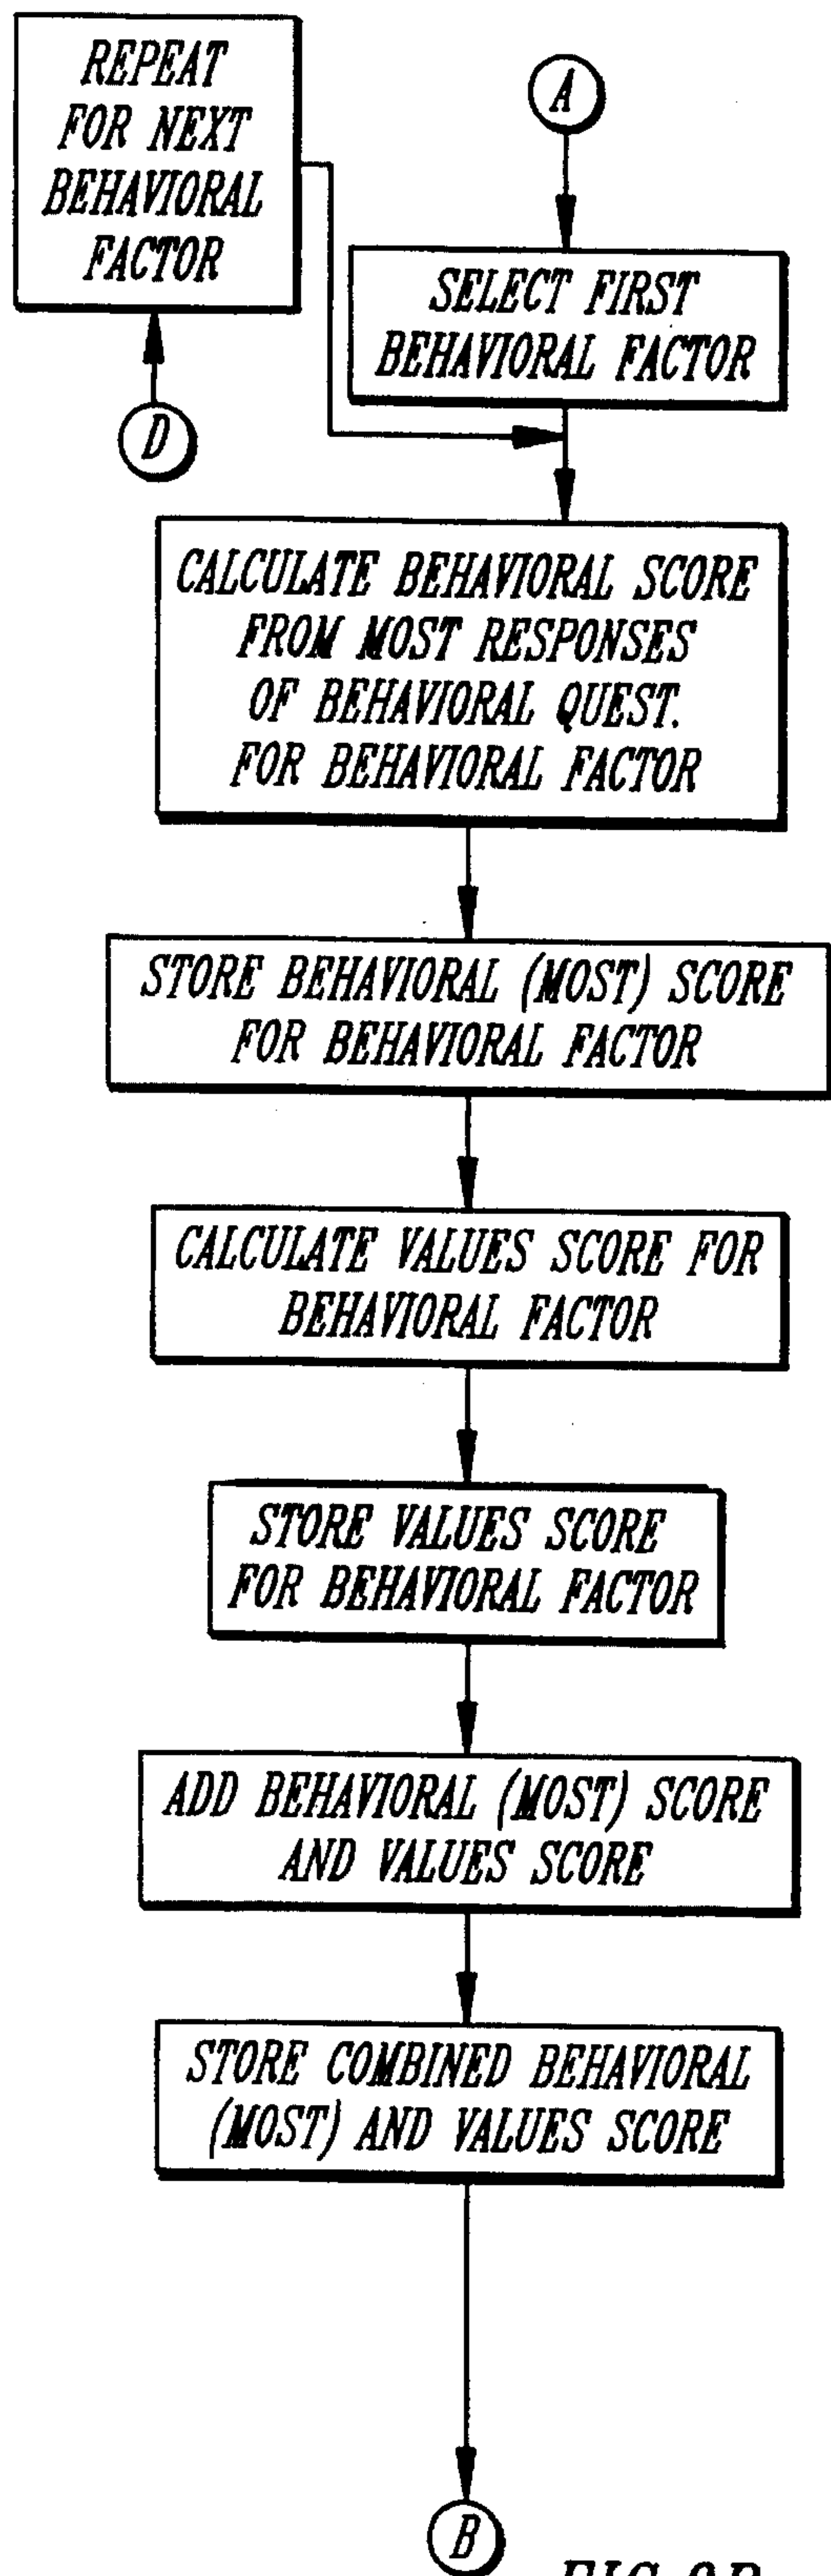 REPEAT
FOR NEXT
BEHAVIORAL
FACTOR
A
SELECT FIRST
BEHAVIORAL FACTOR
D
CALCULATE BEHAVIORAL SCORE
FROM MOST RESPONSES
OF BEHAVIORAL QUEST.
FOR BEHAVIORAL FACTOR
STORE BEHAVIORAL (MOST) SCORE
FOR BEHAVIORAL FACTOR
CALCULATE VALUES SCORE FOR
BEHAVIORAL FACTOR
STORE VALUES SCORE
FOR BEHAVIORAL FACTOR
ADD BEHAVIORAL (MOST) SCORE
AND VALUES SCORE
STORE COMBINED BEHAVIORAL
(MOST) AND VALUES SCORE
B